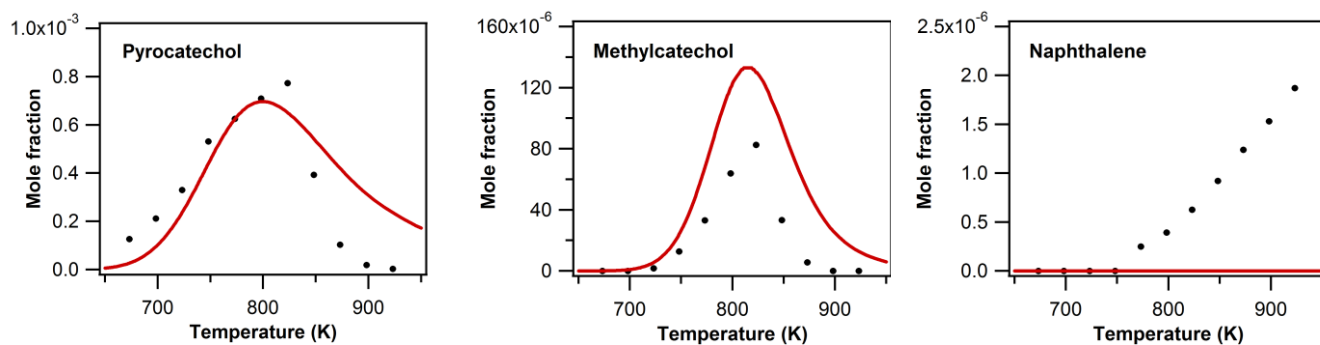 1.0x10-3
Pyrocatechol
0.8
0.6
0.4
0.2
0.0
Mole fraction
700 800 900
Temperature (K)
160x10-6
Methylcatechol
120
80
40
0
Mole fraction
700 800 900
Temperature (K)
2.5x10-6
Naphthalene
2.0
1.5
1.0
0.5
0.0
Mole fraction
700 800 900
Temperature (K)